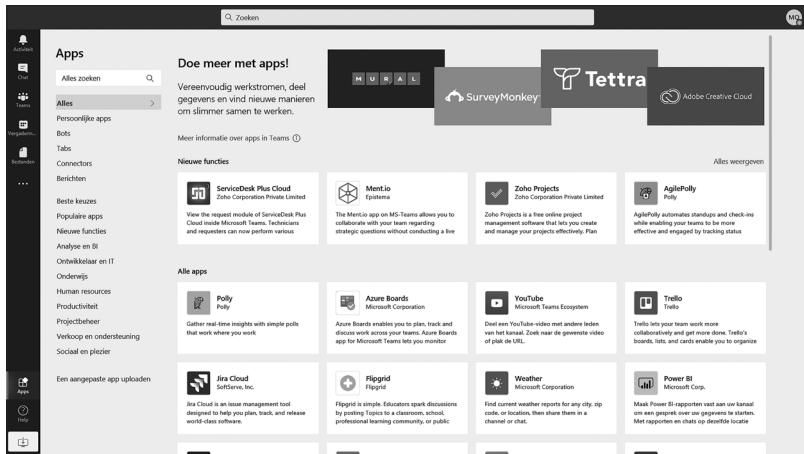 Zoeken
MO
Activiteit
Chat
Teams
Vergaderin...
Bestanden
Apps
Help
Apps
Alles zoeken
Alles
Persoonlijke apps
Bots
Tabs
Connectors
Berichten
Beste keuzes
Populaire apps
Nieuwe functies
Analyse en BI
Ontwikkelaar en IT
Onderwijs
Human resources
Productiviteit
Projectbeheer
Verkoop en ondersteuning
Sociaal en plezier
Een aangepaste app uploaden
Doe meer met apps!
Vereenvoudig werkstromen, deel
gegevens en vind nieuwe manieren
om slimmer samen te werken.
Meer informatie over apps in Teams
MURAL
SurveyMonkey
Tettra
Adobe Creative Cloud
Nieuwe functies
Alles weergeven
ServiceDesk Plus Cloud
Zoho Corporation Private Limited
View the request module of ServiceDesk Plus
Cloud inside Microsoft Teams. Technicians
and requesters can now perform various
Ment.io
Epistema
The Ment.io app on MS-Teams allows you to
collaborate with your team regarding
strategic questions without conducting a live
Zoho Projects
Zoho Corporation Private Limited
Zoho Projects is a free online project
management software that lets you create
and manage your projects effectively. Plan
AgilePolly
Polly
AgilePolly automates standups and check-ins
while enabling your teams to be more
effective and engaged by tracking status
Alle apps
Polly
Polly
Gather real-time insights with simple polls
that work where you work
Azure Boards
Microsoft Corporation
Azure Boards enables you to plan, track and
discuss work across your teams. Azure Boards
app for Microsoft Teams lets you monitor
YouTube
Microsoft Teams Ecosystem
Deel een YouTube-video met andere leden
van het kanaal. Zoek naar de gewenste video
of plak de URL.
Trello
Trello
Trello lets your team work more
collaboratively and get more done. Trello's
boards, lists, and cards enable you to organize
Jira Cloud
SoftServe, Inc.
Jira Cloud is an issue management tool
designed to help you plan, track, and release
world-class software.
Flipgrid
Flipgrid
Flipgrid is simple. Educators spark discussions
by posting Topics to a classroom, school,
professional learning community, or public
Weather
Microsoft Corporation
Find current weather reports for any city, zip
code, or location, then share them in a
channel or chat.
Power BI
Microsoft Corp.
Maak Power BI-rapporten vast aan uw kanaal
om een gesprek over uw gegevens te starten.
Met rapporten en chats op dezelfde locatie